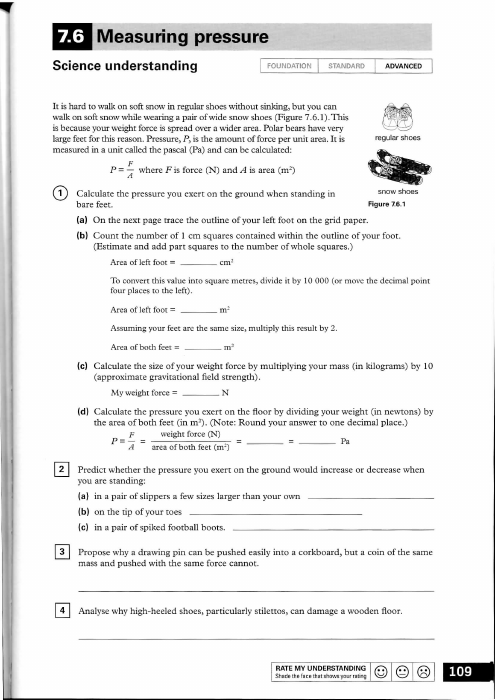 7.6 Measuring pressure
Science understanding
FOUNDATION STANDARD ADVANCED
It is hard to walk on soft snow in regular shoes without sinking, but you can
walk on soft snow while wearing a pair of wide snow shoes (Figure 7.6.1). This
is because your weight force is spread over a wider area. Polar bears have very
large feet for this reason. Pressure, P, is the amount of force per unit area. It is
measured in a unit called the pascal (Pa) and can be calculated:
P = F/A where F is force (N) and A is area (m²)
regular shoes
snow shoes
Figure 7.6.1
1 Calculate the pressure you exert on the ground when standing in
bare feet.
(a) On the next page trace the outline of your left foot on the grid paper.
(b) Count the number of 1 cm squares contained within the outline of your foot.
(Estimate and add part squares to the number of whole squares.)
Area of left foot = ______ cm²
To convert this value into square metres, divide it by 10 000 (or move the decimal point
four places to the left).
Area of left foot = ______ m²
Assuming your feet are the same size, multiply this result by 2.
Area of both feet = ______ m²
(c) Calculate the size of your weight force by multiplying your mass (in kilograms) by 10
(approximate gravitational field strength).
My weight force = ______ N
(d) Calculate the pressure you exert on the floor by dividing your weight (in newtons) by
the area of both feet (in m²). (Note: Round your answer to one decimal place.)
P = F/A = weight force (N)/area of both feet (m²) = ______ = ______ Pa
2 Predict whether the pressure you exert on the ground would increase or decrease when
you are standing:
(a) in a pair of slippers a few sizes larger than your own ______
(b) on the tip of your toes ______
(c) in a pair of spiked football boots. ______
3 Propose why a drawing pin can be pushed easily into a corkboard, but a coin of the same
mass and pushed with the same force cannot.
4 Analyse why high-heeled shoes, particularly stilettos, can damage a wooden floor.
RATE MY UNDERSTANDING
Shade the face that shows your rating
109